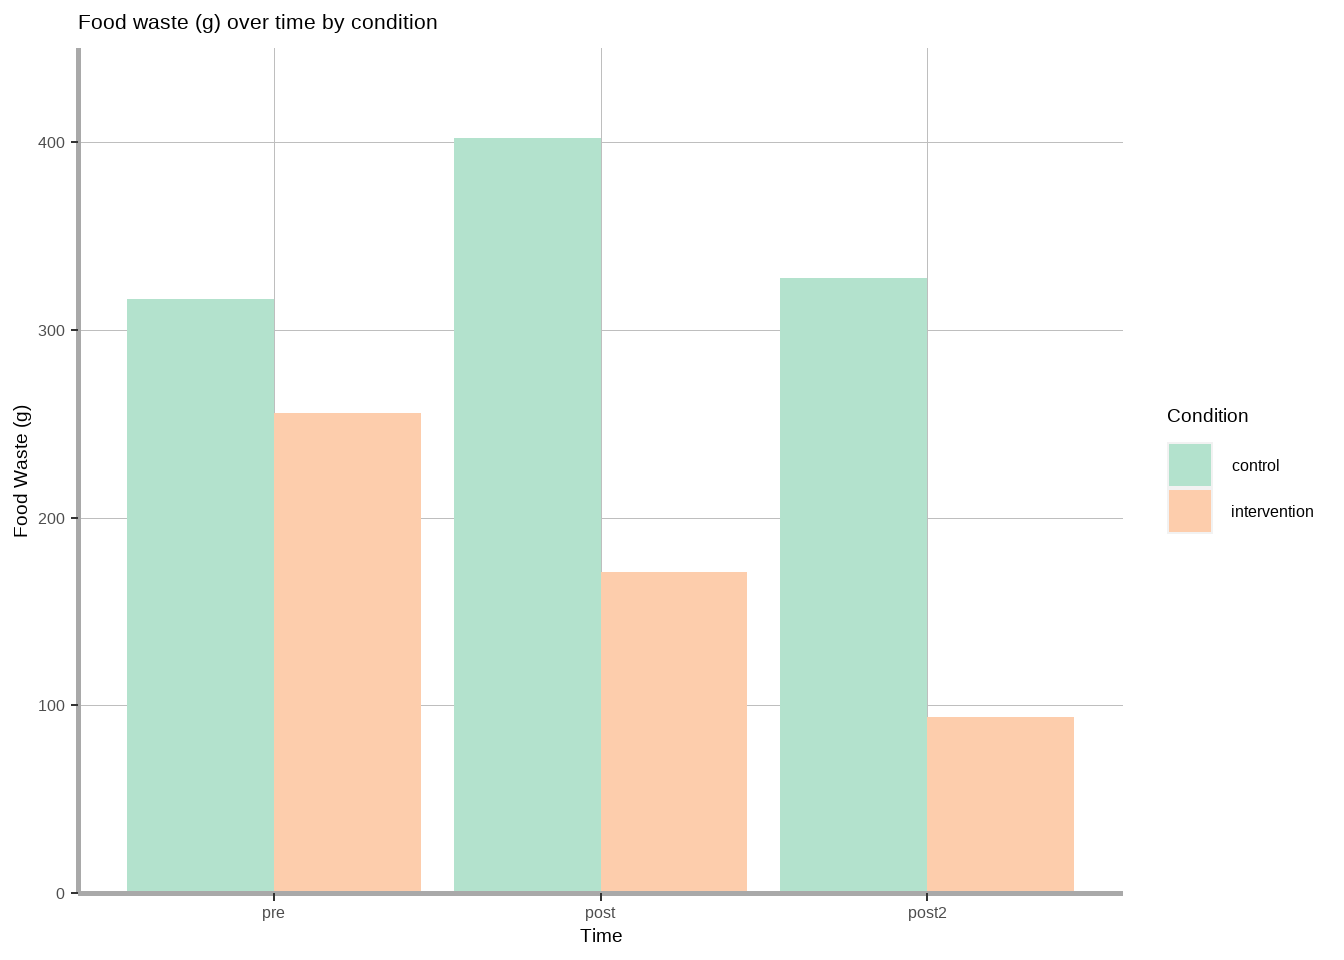 Food waste (g) over time by condition
400
300
200
100
0
Food Waste (g)
pre
post
post2
Time
Condition
control
intervention